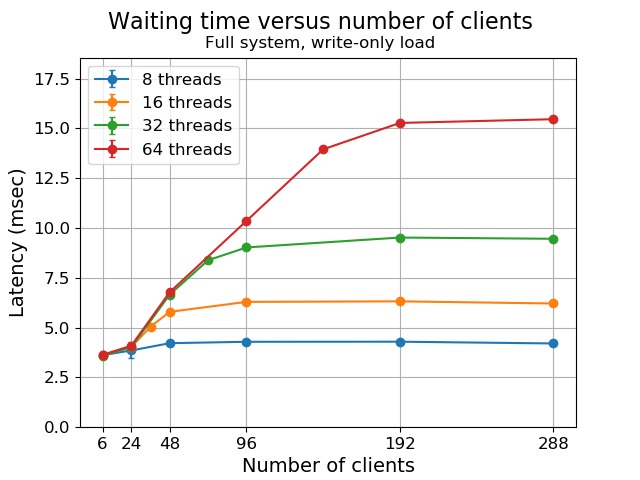 Waiting time versus number of clients
Full system, write-only load
17.5
15.0
12.5
10.0
7.5
5.0
2.5
0.0
Latency (msec)
8 threads
16 threads
32 threads
64 threads
6 24 48 96 192 288
Number of clients